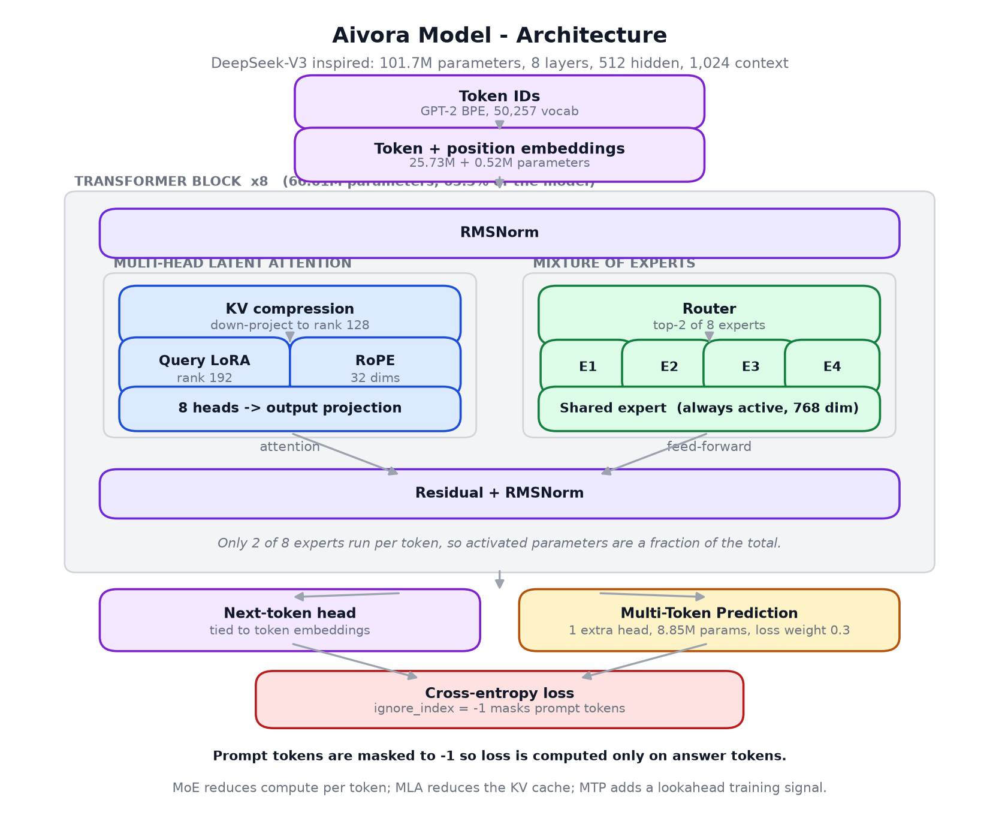 Aivora Model - Architecture
DeepSeek-V3 inspired: 101.7M parameters, 8 layers, 512 hidden, 1,024 context
Token IDs
GPT-2 BPE, 50,257 vocab
Token + position embeddings
25.73M + 0.52M parameters
TRANSFORMER BLOCK x8 (66.61M parameters, 65.5% of the model)
RMSNorm
MULTI-HEAD LATENT ATTENTION
KV compression
down-project to rank 128
Query LoRA
rank 192
RoPE
32 dims
8 heads -> output projection
attention
MIXTURE OF EXPERTS
Router
top-2 of 8 experts
E1
E2
E3
E4
Shared expert (always active, 768 dim)
feed-forward
Residual + RMSNorm
Only 2 of 8 experts run per token, so activated parameters are a fraction of the total.
Next-token head
tied to token embeddings
Multi-Token Prediction
1 extra head, 8.85M params, loss weight 0.3
Cross-entropy loss
ignore_index = -1 masks prompt tokens
Prompt tokens are masked to -1 so loss is computed only on answer tokens.
MoE reduces compute per token; MLA reduces the KV cache; MTP adds a lookahead training signal.